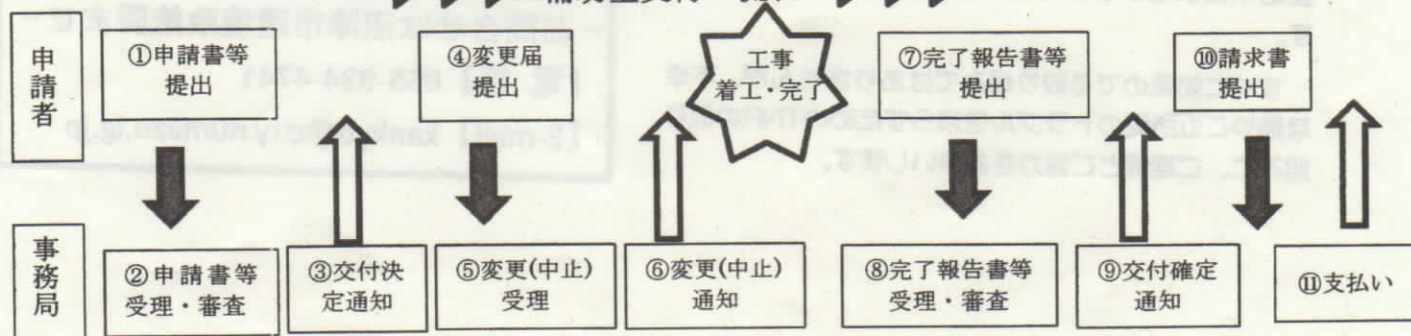 申請者
①申請書等
提出
④変更届
提出
工事
着工・完了
⑦完了報告書等
提出
⑩請求書
提出
事務局
②申請書等
受理・審査
③交付決
定通知
⑤変更(中止)
受理
⑥変更(中止)
通知
⑧完了報告書等
受理・審査
⑨交付確定
通知
⑪支払い